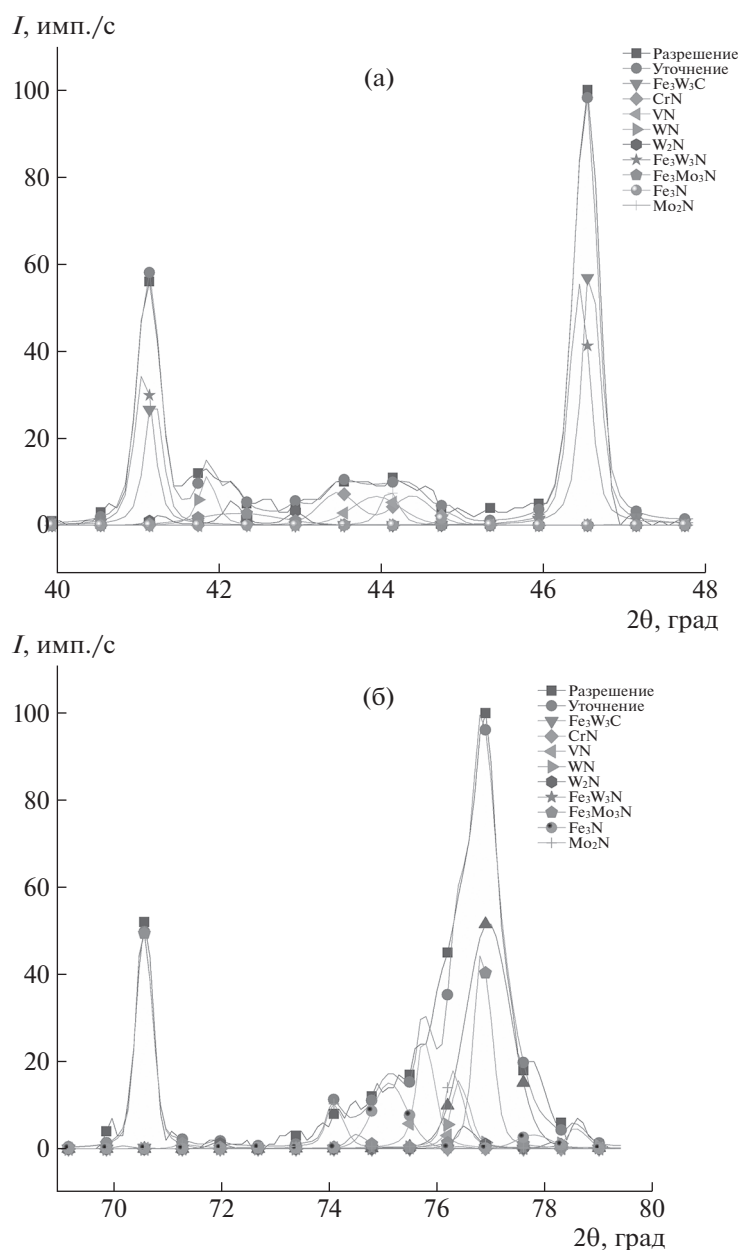 I, имп./с
(а)
100
80
60
40
20
0
40
42
44
46
48
2θ, град
Разрешение
Уточнение
Fe₃W₃C
CrN
VN
WN
W₂N
Fe₃W₃N
Fe₃Mo₃N
Fe₃N
Mo₂N
I, имп./с
(б)
100
80
60
40
20
0
70
72
74
76
78
80
2θ, град
Разрешение
Уточнение
Fe₃W₃C
CrN
VN
WN
W₂N
Fe₃W₃N
Fe₃Mo₃N
Fe₃N
Mo₂N